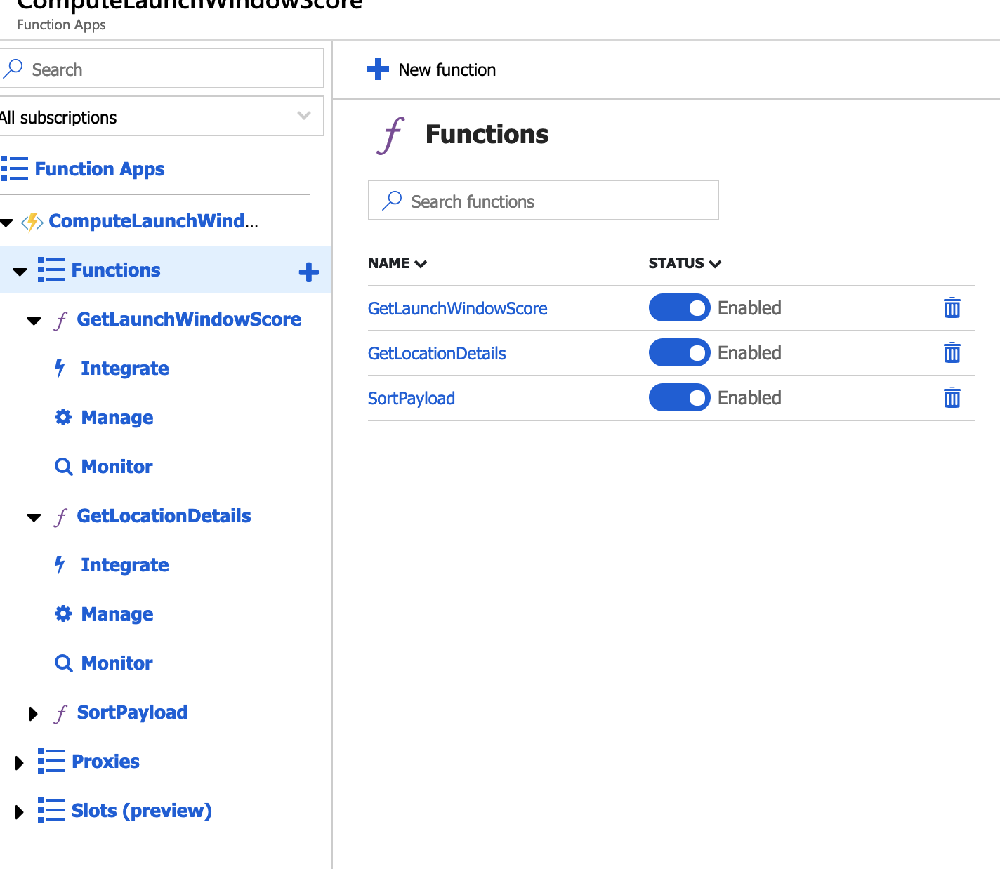 ComputeLaunchWindowScore
Function Apps
Search
All subscriptions
Function Apps
ComputeLaunchWind...
Functions
GetLaunchWindowScore
Integrate
Manage
Monitor
GetLocationDetails
Integrate
Manage
Monitor
SortPayload
Proxies
Slots (preview)
New function
Functions
Search functions
NAME STATUS
GetLaunchWindowScore Enabled
GetLocationDetails Enabled
SortPayload Enabled